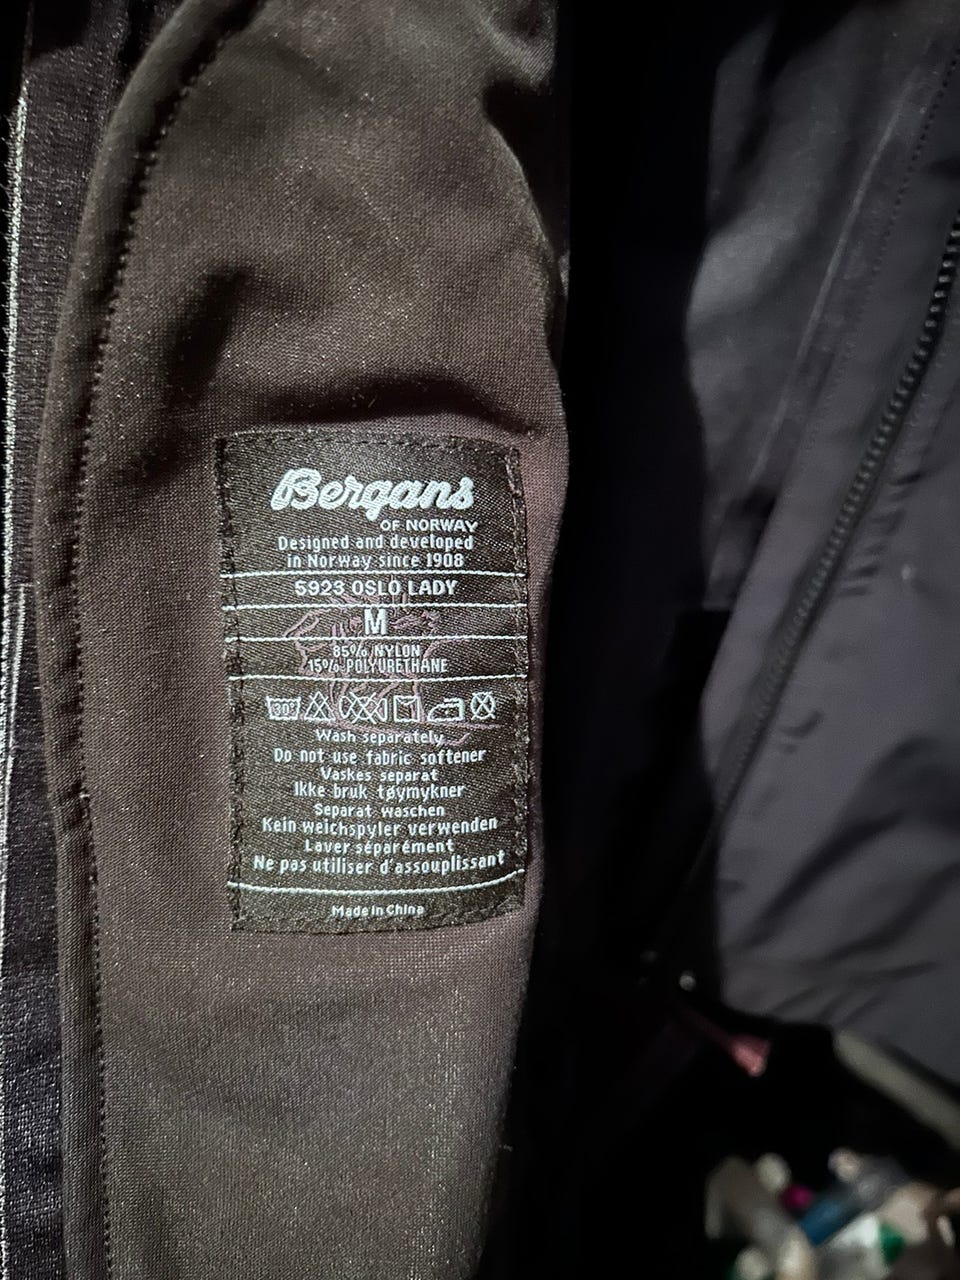 Bergans
OF NORWAY
Designed and developed
in Norway since 1908
5923 OSLO LADY
M
85% NYLON
15% POLYURETHANE
30°
Wash separately
Do not use fabric softener
Vaskes separat
Ikke bruk tøymykner
Separat waschen
Kein weichspyler verwenden
Laver séparément
Ne pas utiliser d'assouplissant
Made in China